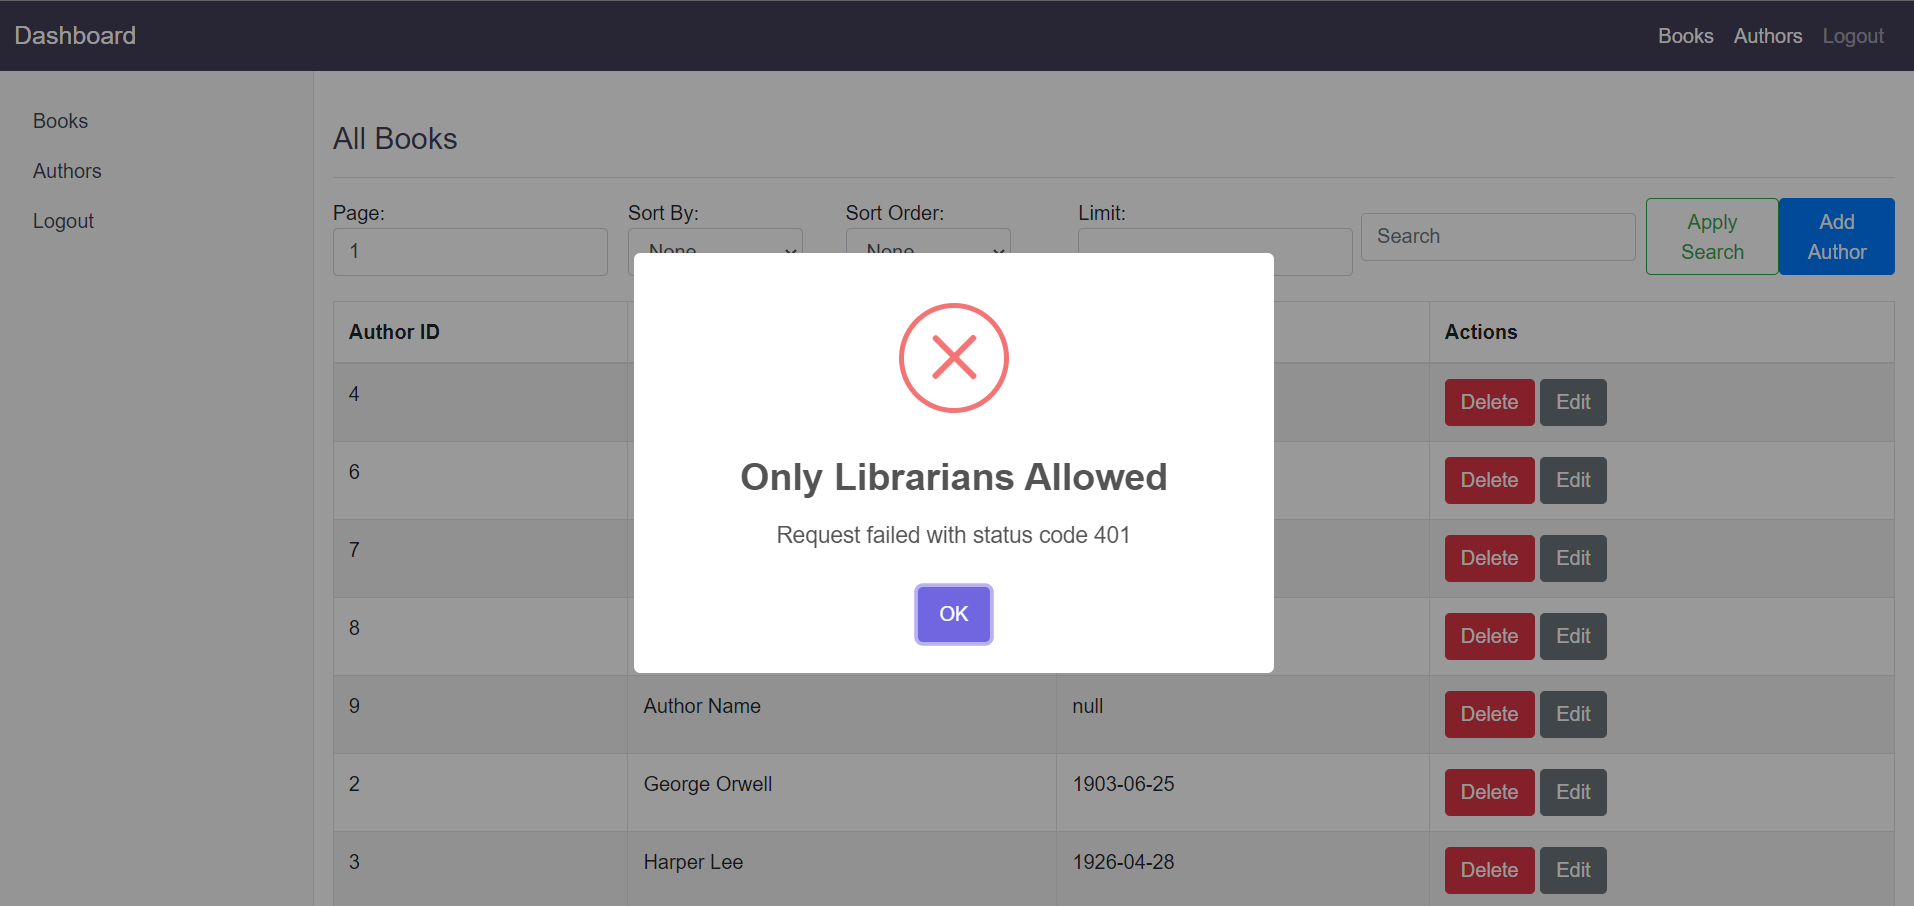 Dashboard
Books Authors Logout
Books
Authors
Logout
All Books
Page:
Sort By:
Sort Order:
Limit:
1
None
None
Search
Apply
Search
Add
Author
Author ID
Actions
4
Delete Edit
6
Delete Edit
7
Delete Edit
8
Delete Edit
9 Author Name null
Delete Edit
2 George Orwell 1903-06-25
Delete Edit
3 Harper Lee 1926-04-28
Delete Edit
Only Librarians Allowed
Request failed with status code 401
OK